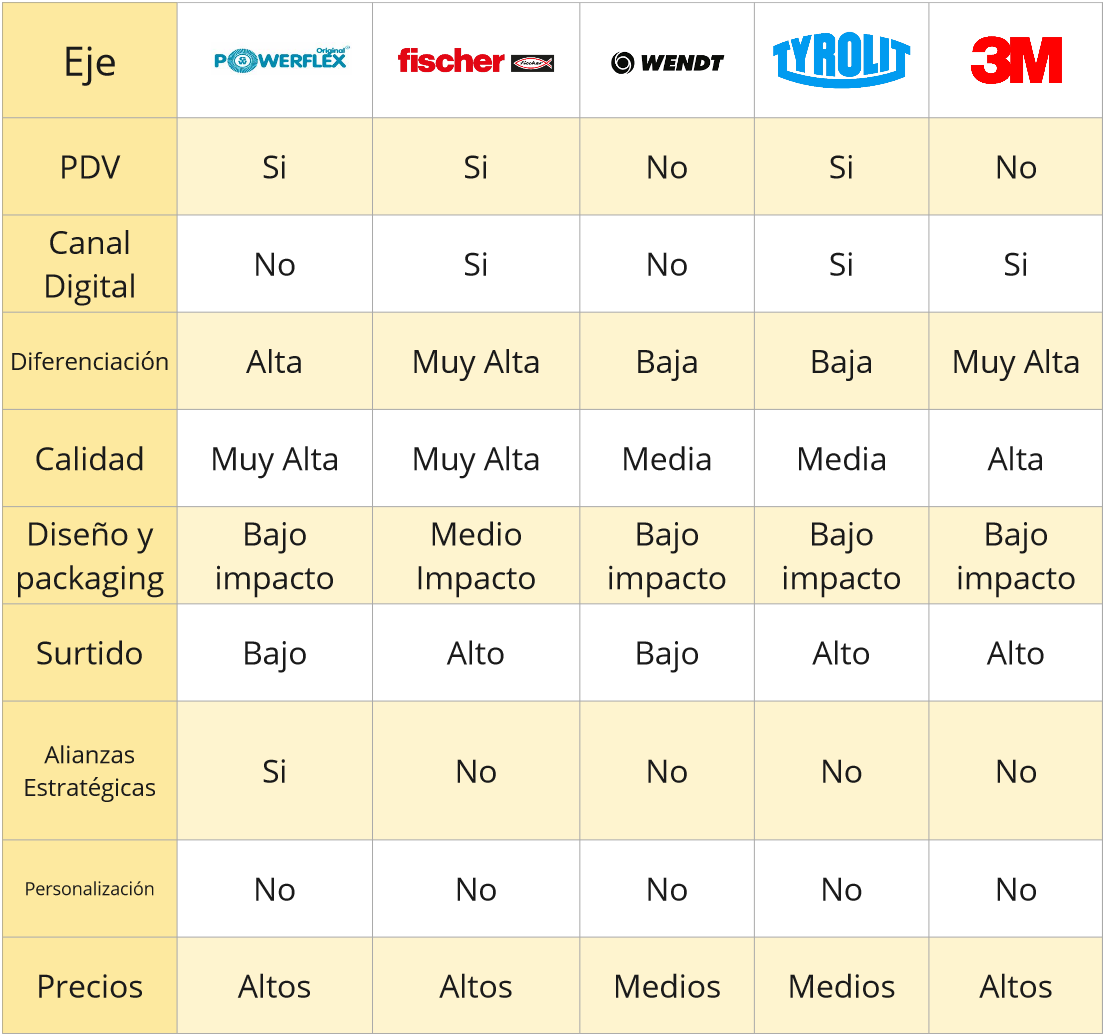 Eje
Original
POWERFLEX
fischer
fischer
WENDT
TYROLIT
3M
PDV
Si
Si
No
Si
No
Canal
Digital
No
Si
No
Si
Si
Diferenciación
Alta
Muy Alta
Baja
Baja
Muy Alta
Calidad
Muy Alta
Muy Alta
Media
Media
Alta
Diseño y
packaging
Bajo
impacto
Medio
Impacto
Bajo
impacto
Bajo
impacto
Bajo
impacto
Surtido
Bajo
Alto
Bajo
Alto
Alto
Alianzas
Estratégicas
Si
No
No
No
No
Personalización
No
No
No
No
No
Precios
Altos
Altos
Medios
Medios
Altos